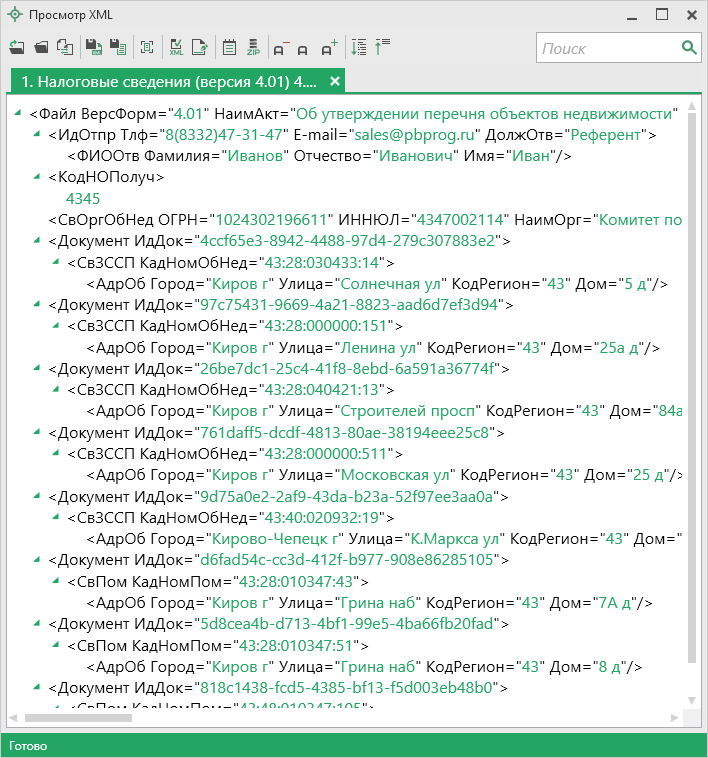 Просмотр XML
XML
ZIP
a
a
a
Поиск
1. Налоговые сведения (версия 4.01) 4....
<Файл ВерсФорм="4.01" НаимАкт="Об утверждении перечня объектов недвижимости"
<ИдОтпр Тлф="8(8332)47-31-47" E-mail="sales@pbprog.ru" ДолжОтв="Референт">
<ФИООтв Фамилия="Иванов" Отчество="Иванович" Имя="Иван"/>
<КодНОПолуч>
4345
<СвОргОбНед ОГРН="1024302196611" ИННЮЛ="4347002114" НаимОрг="Комитет по
<Документ ИдДок="4ccf65e3-8942-4488-97d4-279c307883e2">
<СвЗССП КадНомОбНед="43:28:030433:14">
<АдрОб Город="Киров г" Улица="Солнечная ул" КодРегион="43" Дом="5 д"/>
<Документ ИдДок="97c75431-9669-4a21-8823-aad6d7ef3d94">
<СвЗССП КадНомОбНед="43:28:000000:151">
<АдрОб Город="Киров г" Улица="Ленина ул" КодРегион="43" Дом="25а д"/>
<Документ ИдДок="26be7dc1-25c4-41f8-8ebd-6a591a36774f">
<СвЗССП КадНомОбНед="43:28:040421:13">
<АдрОб Город="Киров г" Улица="Строителей просп" КодРегион="43" Дом="84а
<Документ ИдДок="761daff5-dcdf-4813-80ae-38194eee25c8">
<СвЗССП КадНомОбНед="43:28:000000:511">
<АдрОб Город="Киров г" Улица="Московская ул" КодРегион="43" Дом="25 д"/>
<Документ ИдДок="9d75a0e2-2af9-43da-b23a-52f97ee3aa0a">
<СвЗССП КадНомОбНед="43:40:020932:19">
<АдрОб Город="Кирово-Чепецк г" Улица="К.Маркса ул" КодРегион="43" Дом=
<Документ ИдДок="d6fad54c-cc3d-412f-b977-908e86285105">
<СвПом КадНомПом="43:28:010347:43">
<АдрОб Город="Киров г" Улица="Грина наб" КодРегион="43" Дом="7А д"/>
<Документ ИдДок="5d8cea4b-d713-4bf1-99e5-4ba66fb20fad">
<СвПом КадНомПом="43:28:010347:51">
<АдрОб Город="Киров г" Улица="Грина наб" КодРегион="43" Дом="8 д"/>
<Документ ИдДок="818c1438-fcd5-4385-bf13-f5d003eb48b0">
<СвПом КадНомПом="43:48:010347:105">
Готово